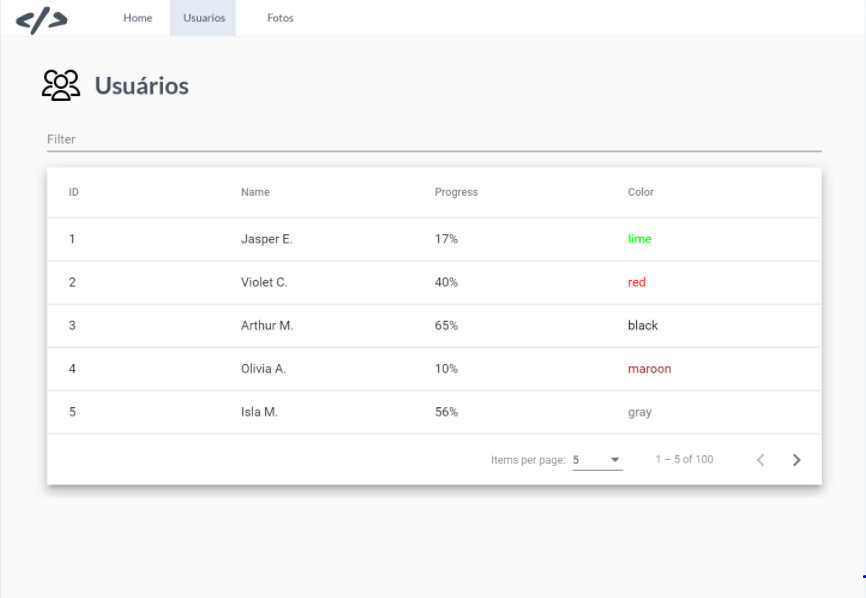 </> Home Usuarios Fotos
Usuários
Filter
ID Name Progress Color
1 Jasper E. 17% lime
2 Violet C. 40% red
3 Arthur M. 65% black
4 Olivia A. 10% maroon
5 Isla M. 56% gray
Items per page: 5 1 – 5 of 100